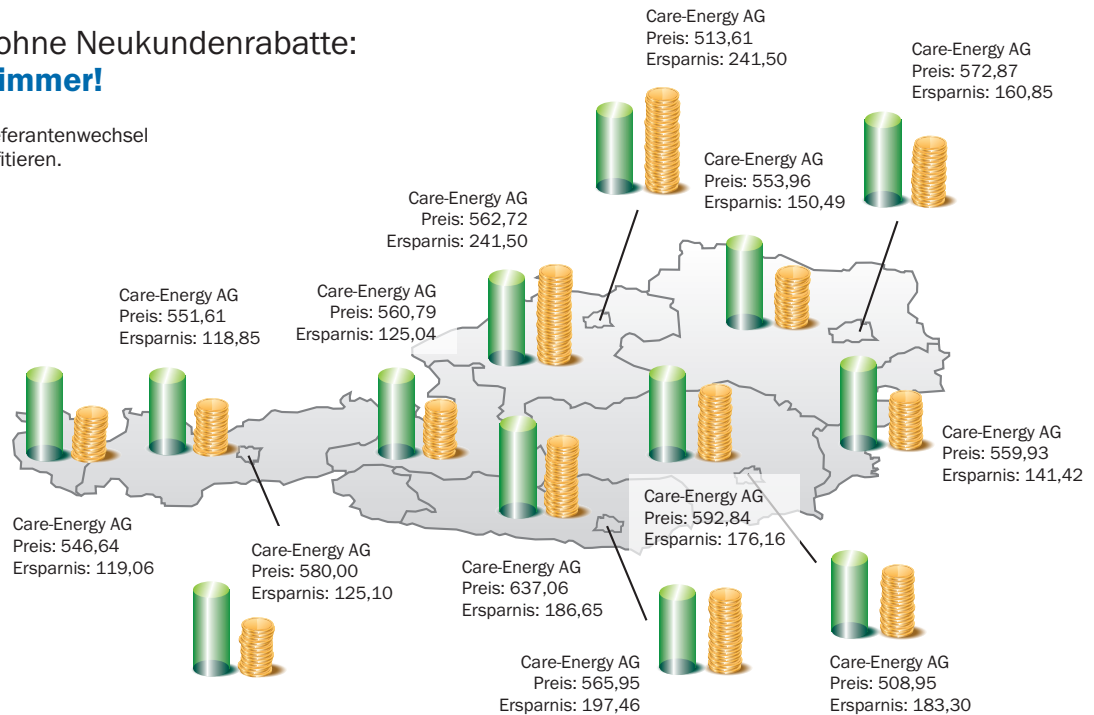 ohne Neukundenrabatte:
immer!
eferantenwechsel
fitieren.
Care-Energy AG
Preis: 513,61
Ersparnis: 241,50
Care-Energy AG
Preis: 572,87
Ersparnis: 160,85
Care-Energy AG
Preis: 553,96
Ersparnis: 150,49
Care-Energy AG
Preis: 562,72
Ersparnis: 241,50
Care-Energy AG
Preis: 560,79
Ersparnis: 125,04
Care-Energy AG
Preis: 551,61
Ersparnis: 118,85
Care-Energy AG
Preis: 559,93
Ersparnis: 141,42
Care-Energy AG
Preis: 592,84
Ersparnis: 176,16
Care-Energy AG
Preis: 546,64
Ersparnis: 119,06
Care-Energy AG
Preis: 580,00
Ersparnis: 125,10
Care-Energy AG
Preis: 637,06
Ersparnis: 186,65
Care-Energy AG
Preis: 565,95
Ersparnis: 197,46
Care-Energy AG
Preis: 508,95
Ersparnis: 183,30